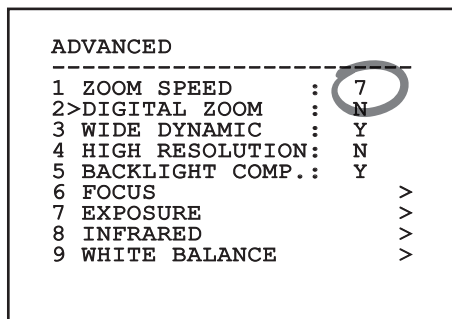 ADVANCED
--------------------------
1 ZOOM SPEED : 7
2>DIGITAL ZOOM : N
3 WIDE DYNAMIC : Y
4 HIGH RESOLUTION: N
5 BACKLIGHT COMP.: Y
6 FOCUS >
7 EXPOSURE >
8 INFRARED >
9 WHITE BALANCE >